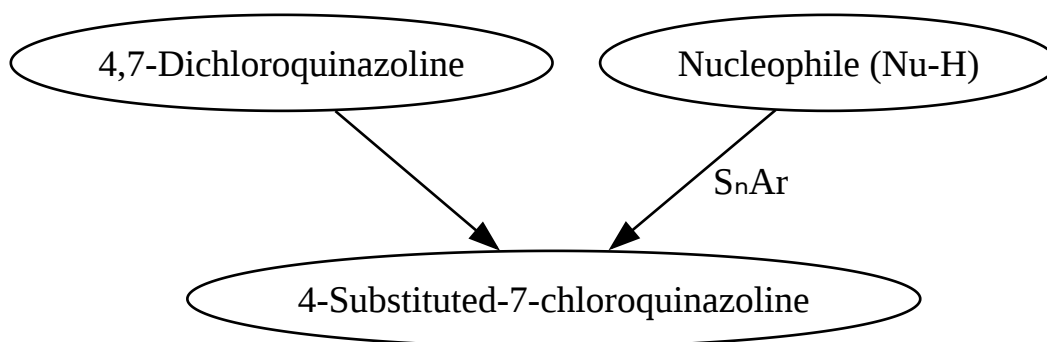 4,7-Dichloroquinazoline
Nucleophile (Nu-H)
SₙAr
4-Substituted-7-chloroquinazoline